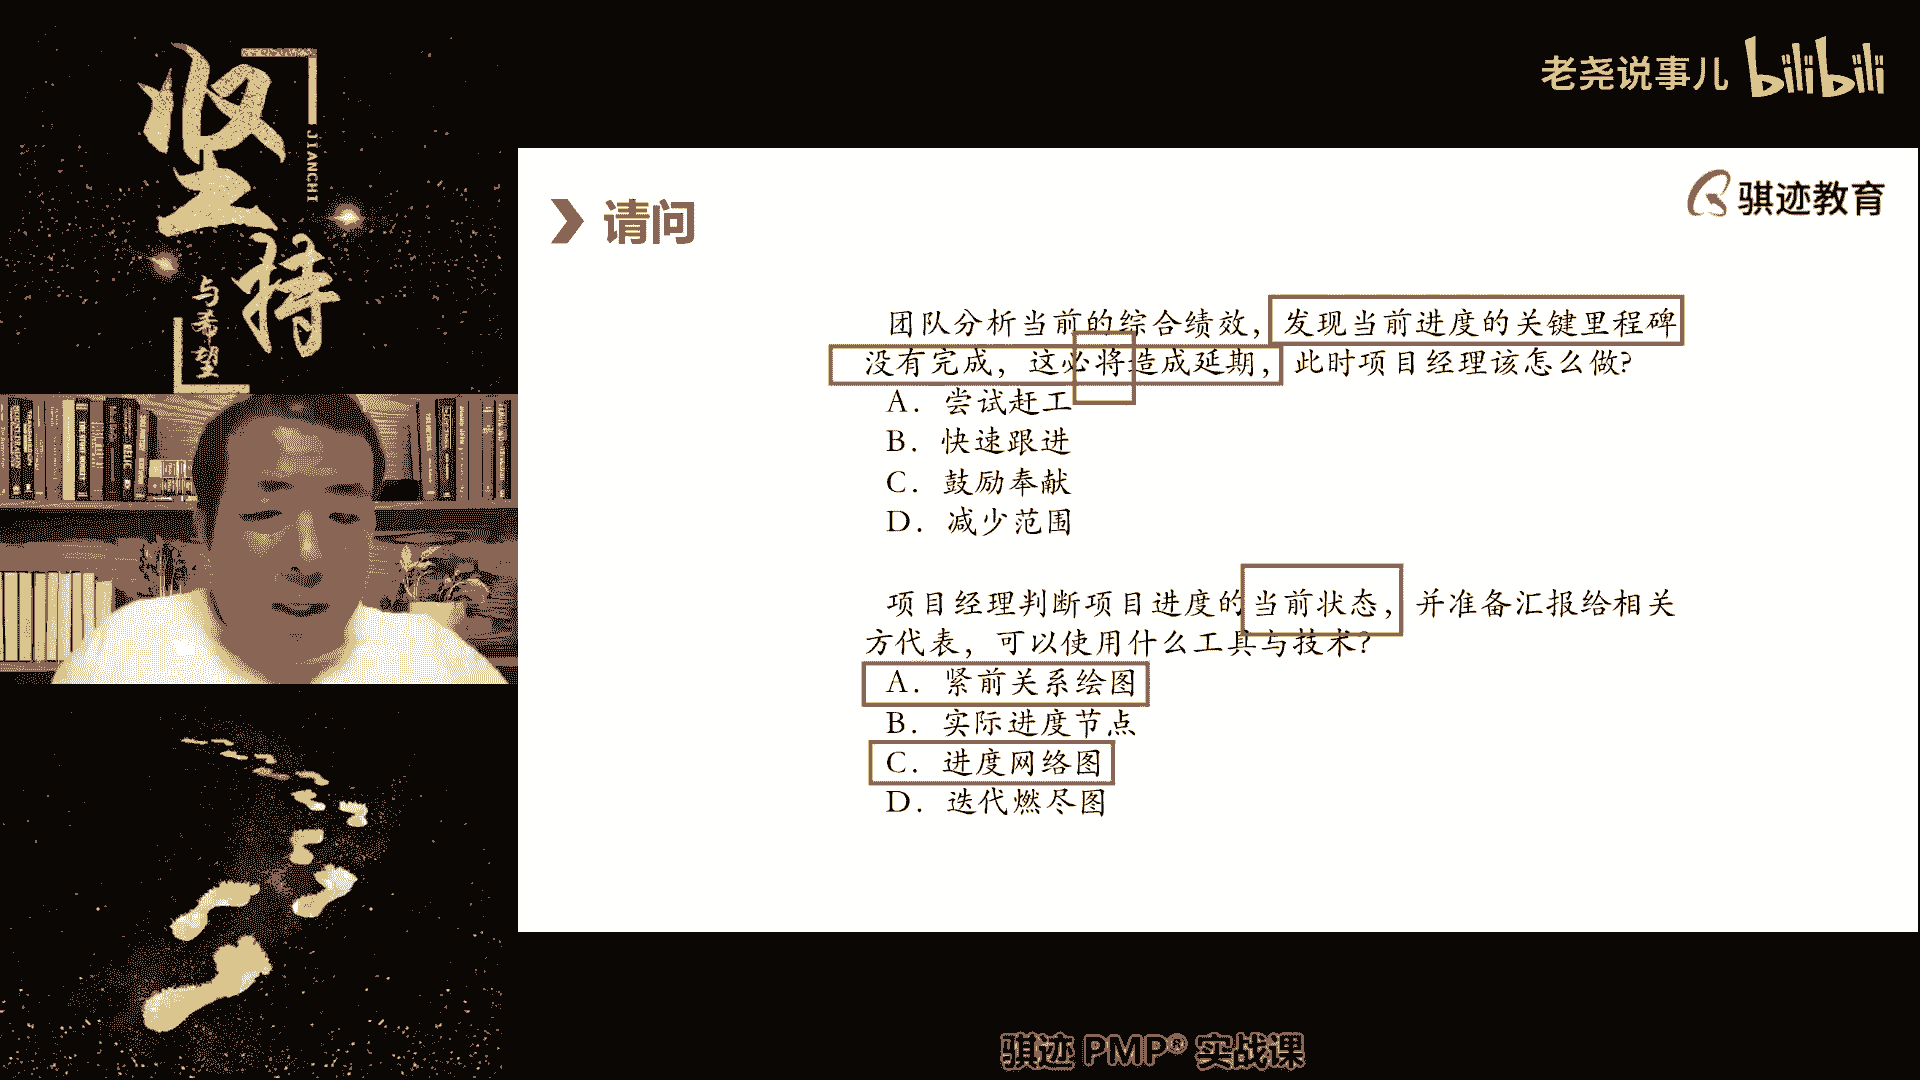 坚持
JIANCHI
与希望
老尧说事儿 bilibili
骐迹教育
请问
团队分析当前的综合绩效，发现当前进度的关键里程碑
没有完成，这必将造成延期，此时项目经理该怎么做?
A. 尝试赶工
B. 快速跟进
C. 鼓励奉献
D. 减少范围
项目经理判断项目进度的当前状态，并准备汇报给相关
方代表，可以使用什么工具与技术?
A. 紧前关系绘图
B. 实际进度节点
C. 进度网络图
D. 迭代燃尽图
骐迹 PMP® 实战课